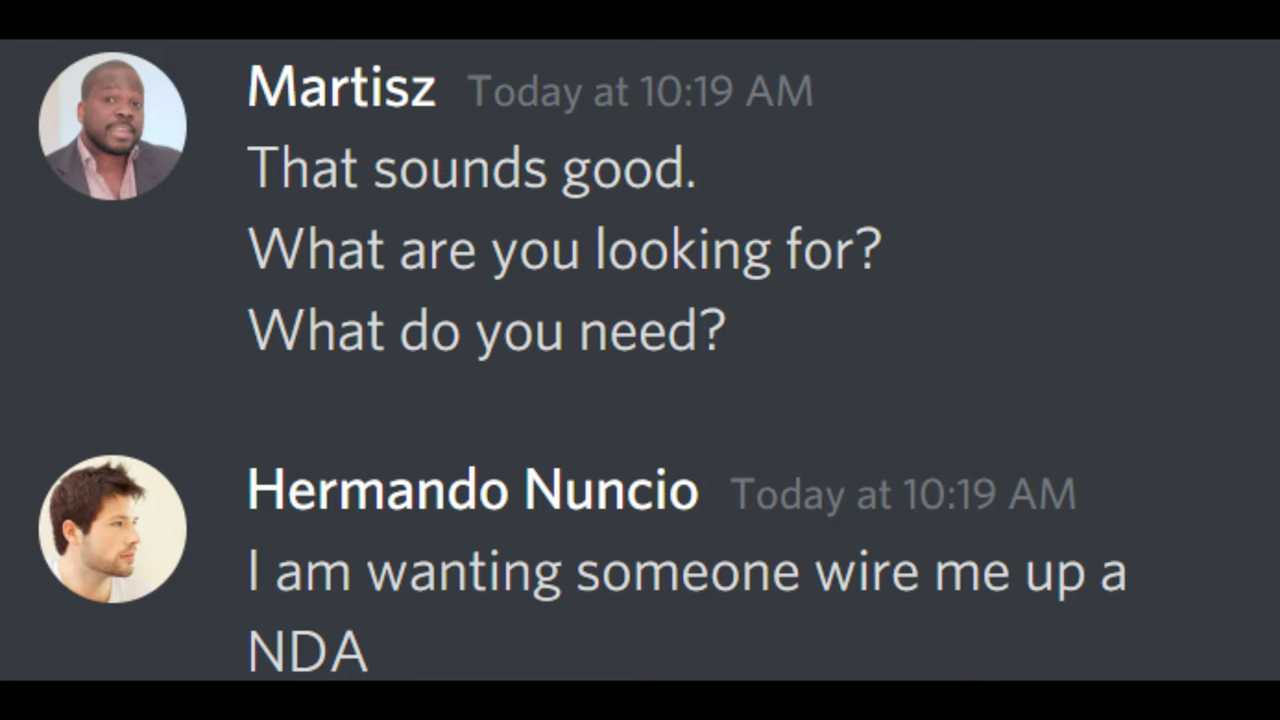 Martisz Today at 10:19 AM
That sounds good.
What are you looking for?
What do you need?
Hermando Nuncio Today at 10:19 AM
I am wanting someone wire me up a
NDA